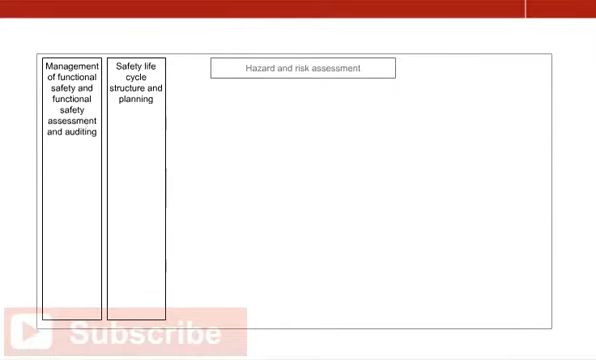 Management
of functional
safety and
functional
safety
assessment
and auditing
Safety life
cycle
structure and
planning
Hazard and risk assessment
Subscribe